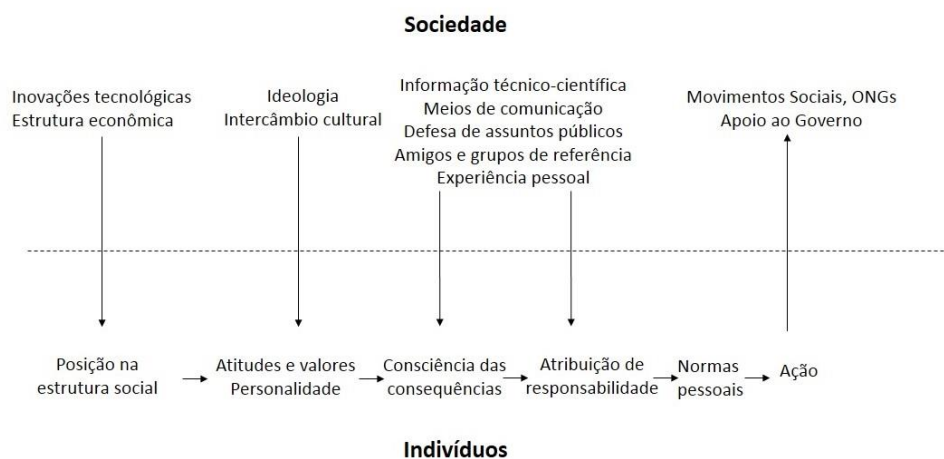 Sociedade
Inovações tecnológicas
Estrutura econômica
Ideologia
Intercâmbio cultural
Informação técnico-científica
Meios de comunicação
Defesa de assuntos públicos
Amigos e grupos de referência
Experiência pessoal
Movimentos Sociais, ONGs
Apoio ao Governo
Posição na
estrutura social
Atitudes e valores
Personalidade
Consciência das
consequências
Atribuição de
responsabilidade
Normas
pessoais
Ação
Indivíduos